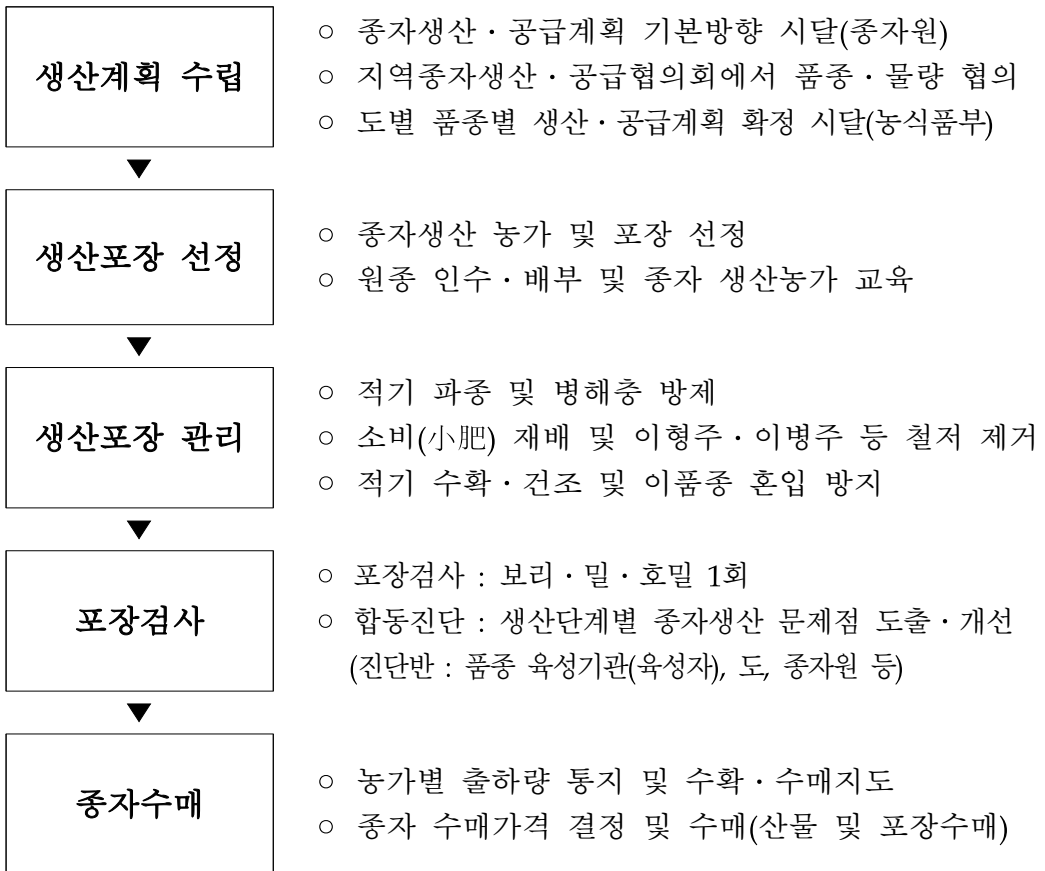 생산계획 수립
○ 종자생산·공급계획 기본방향 시달(종자원)
○ 지역종자생산·공급협의회에서 품종·물량 협의
○ 도별 품종별 생산·공급계획 확정 시달(농식품부)
▼
생산포장 선정
○ 종자생산 농가 및 포장 선정
○ 원종 인수·배부 및 종자 생산농가 교육
▼
생산포장 관리
○ 적기 파종 및 병해충 방제
○ 소비(小肥) 재배 및 이형주·이병주 등 철저 제거
○ 적기 수확·건조 및 이품종 혼입 방지
▼
포장검사
○ 포장검사 : 보리·밀·호밀 1회
○ 합동진단 : 생산단계별 종자생산 문제점 도출·개선
(진단반 : 품종 육성기관(육성자), 도, 종자원 등)
▼
종자수매
○ 농가별 출하량 통지 및 수확·수매지도
○ 종자 수매가격 결정 및 수매(산물 및 포장수매)